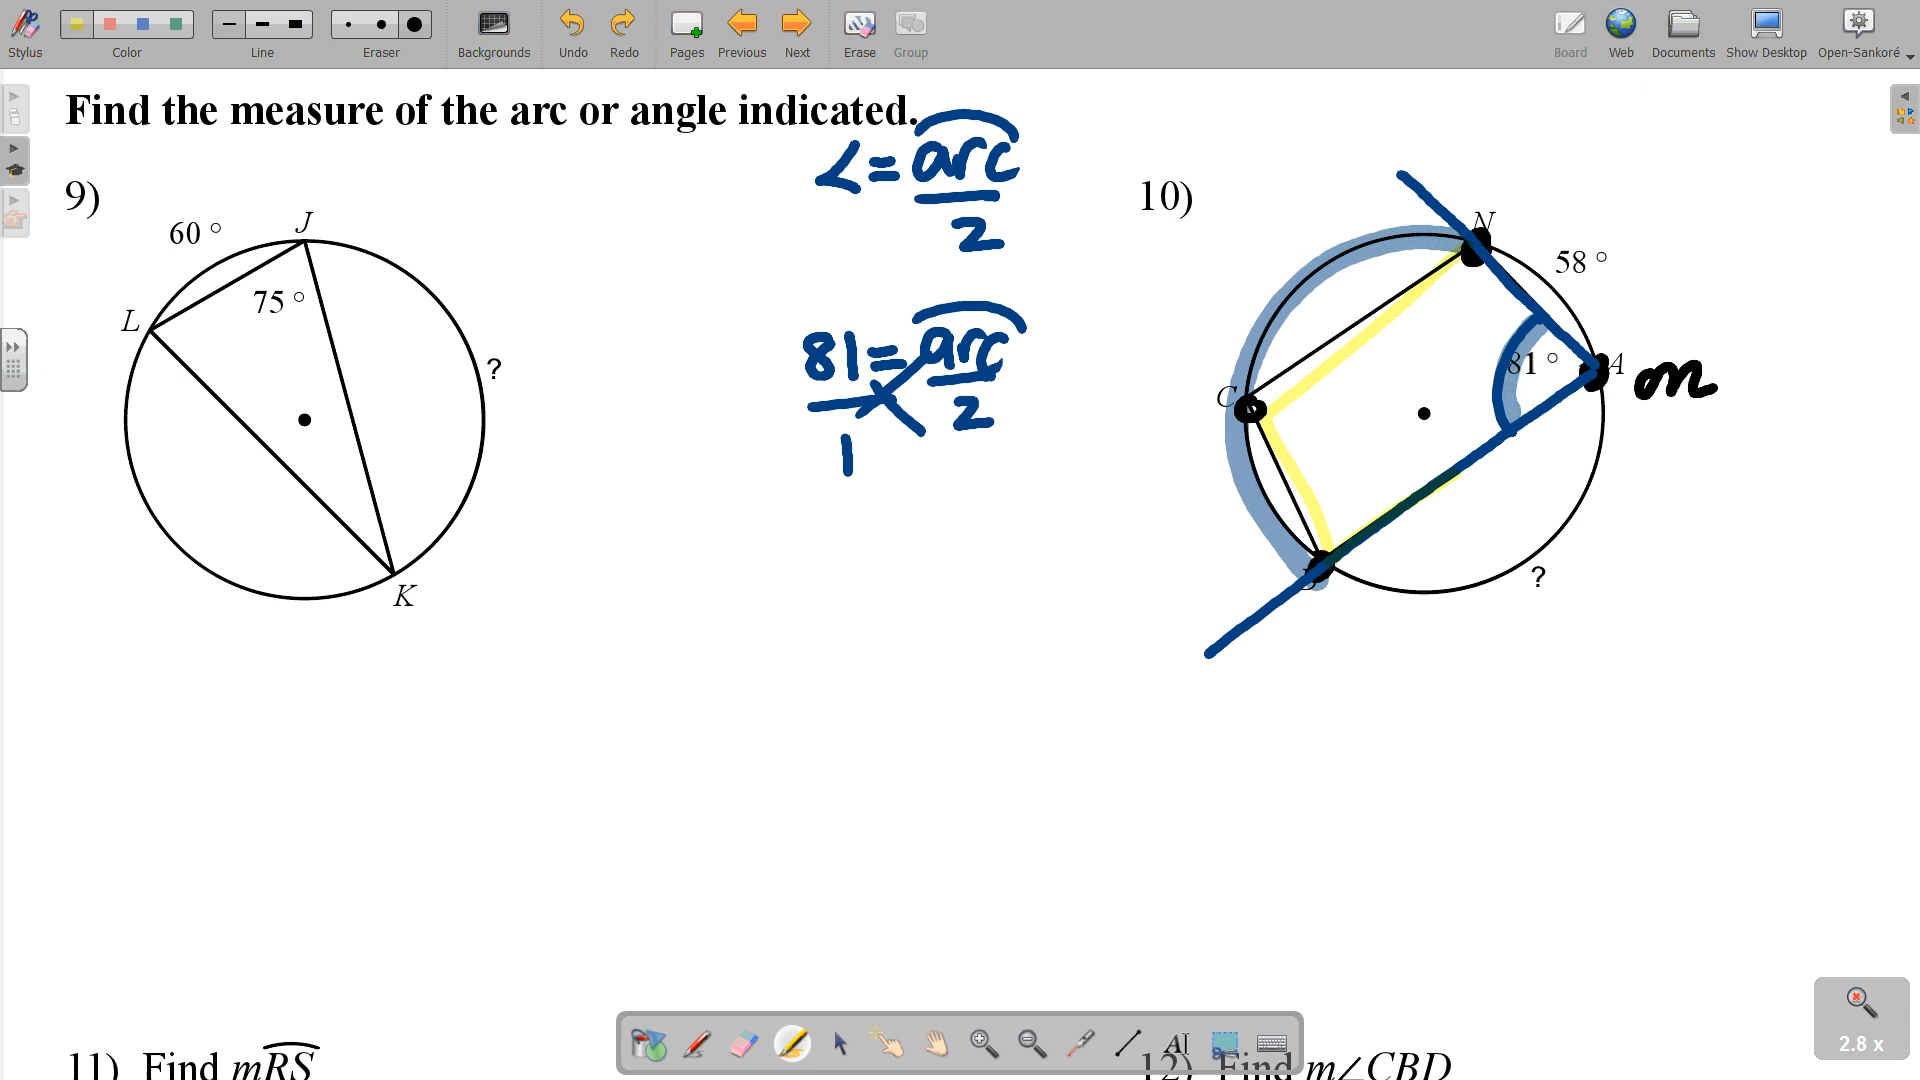 Stylus Color Line Eraser Backgrounds Undo Redo Pages Previous Next Erase Group Board Web Documents Show Desktop Open-Sankoré
Find the measure of the arc or angle indicated.
∠ = arc/2
9)
60 °
J
75 °
L
?
K
81/1 = arc/2
10)
N
58 °
81 °
A
m
C
B
?
2.8 x
11) Find mRS
12) Find m∠CBD